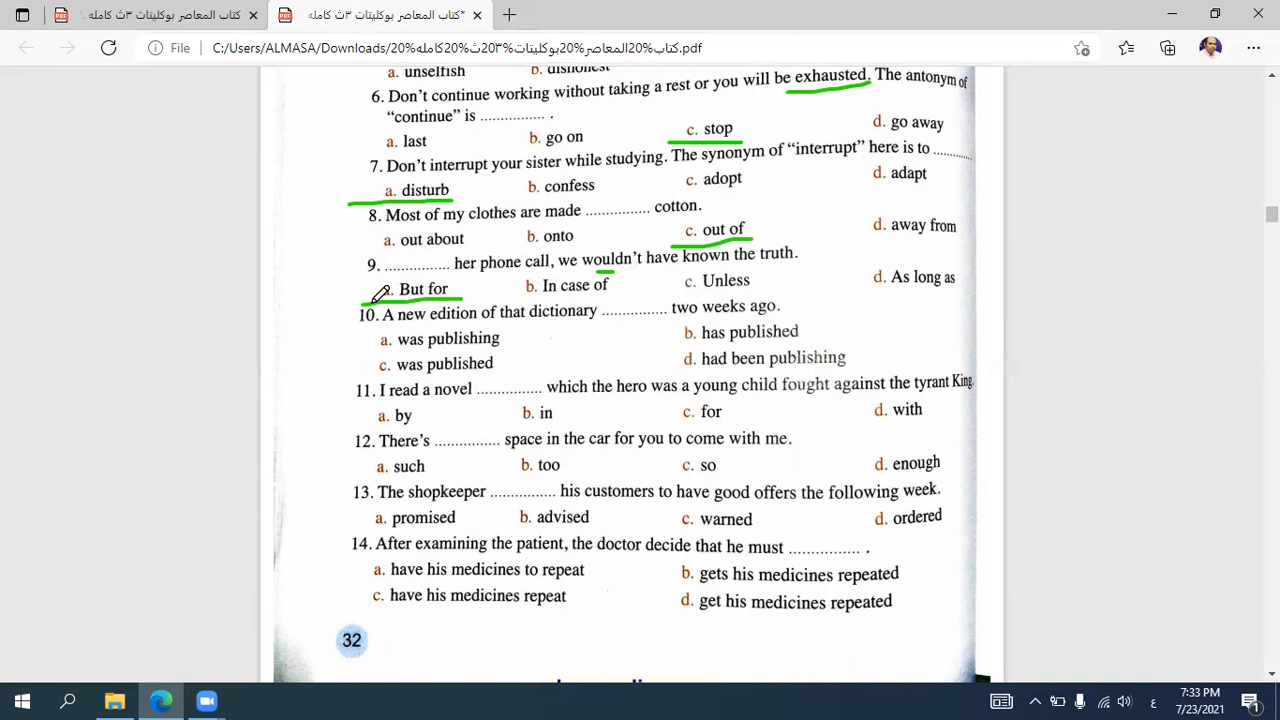 كتاب المعاصر بوكليتات ٣ث كامله.
كتاب المعاصر بوكليتات ٣ث كامله*
File
C:/Users/ALMASA/Downloads/20%كتاب%20المعاصر%20بوكليتات%20٣ث%20كامله.pdf
a. unselfish b. dishonest
6. Don't continue working without taking a rest or you will be exhausted. The antonym of
"continue" is ............... .
a. last b. go on c. stop d. go away
7. Don't interrupt your sister while studying. The synonym of "interrupt" here is to ..........
a. disturb b. confess c. adopt d. adapt
8. Most of my clothes are made ............... cotton.
a. out about b. onto c. out of d. away from
9. ............... her phone call, we wouldn't have known the truth.
a. But for b. In case of c. Unless d. As long as
10. A new edition of that dictionary ............... two weeks ago.
a. was publishing b. has published
c. was published d. had been publishing
11. I read a novel ............... which the hero was a young child fought against the tyrant King.
a. by b. in c. for d. with
12. There's ............... space in the car for you to come with me.
a. such b. too c. so d. enough
13. The shopkeeper ............... his customers to have good offers the following week.
a. promised b. advised c. warned d. ordered
14. After examining the patient, the doctor decide that he must ................ .
a. have his medicines to repeat b. gets his medicines repeated
c. have his medicines repeat d. get his medicines repeated
32
7:33 PM
7/23/2021
ع
1